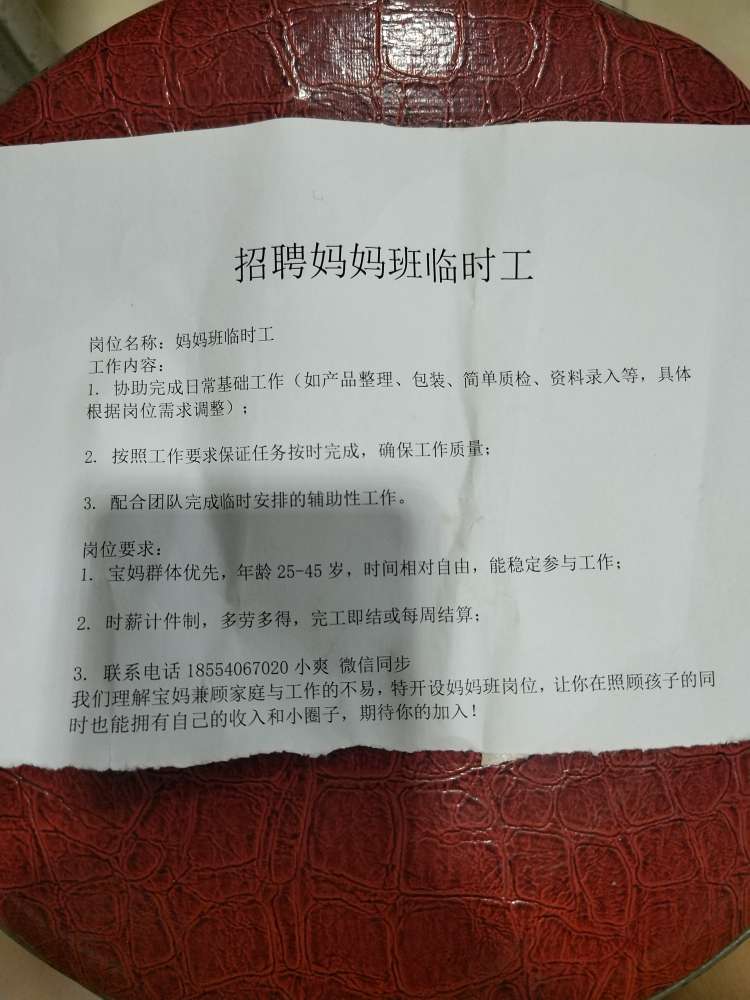 招聘妈妈班临时工
岗位名称：妈妈班临时工
工作内容：
1. 协助完成日常基础工作（如产品整理、包装、简单质检、资料录入等，具体
根据岗位需求调整）；
2. 按照工作要求保证任务按时完成，确保工作质量；
3. 配合团队完成临时安排的辅助性工作。
岗位要求：
1. 宝妈群体优先，年龄 25-45 岁，时间相对自由，能稳定参与工作；
2. 时薪计件制，多劳多得，完工即结或每周结算；
3. 联系电话 18554067020 小爽 微信同步
我们理解宝妈兼顾家庭与工作的不易，特开设妈妈班岗位，让你在照顾孩子的同
时也能拥有自己的收入和小圈子，期待你的加入！